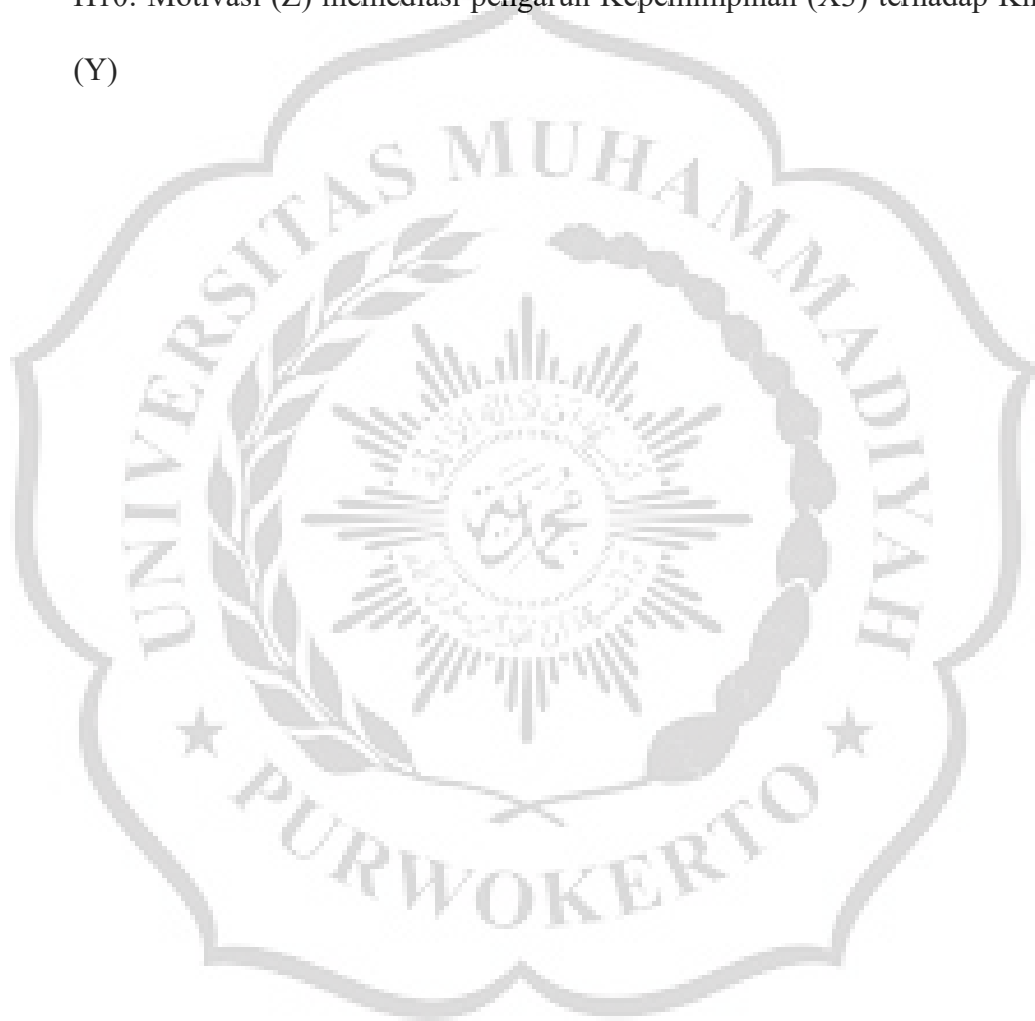 H10: Motivasi (Z) memediasi pengaruh Kepemimpinan (X3) terhadap
(Y)
UNIVERSITAS MUHAMMADIYAH
★ PURWOKERTO ★